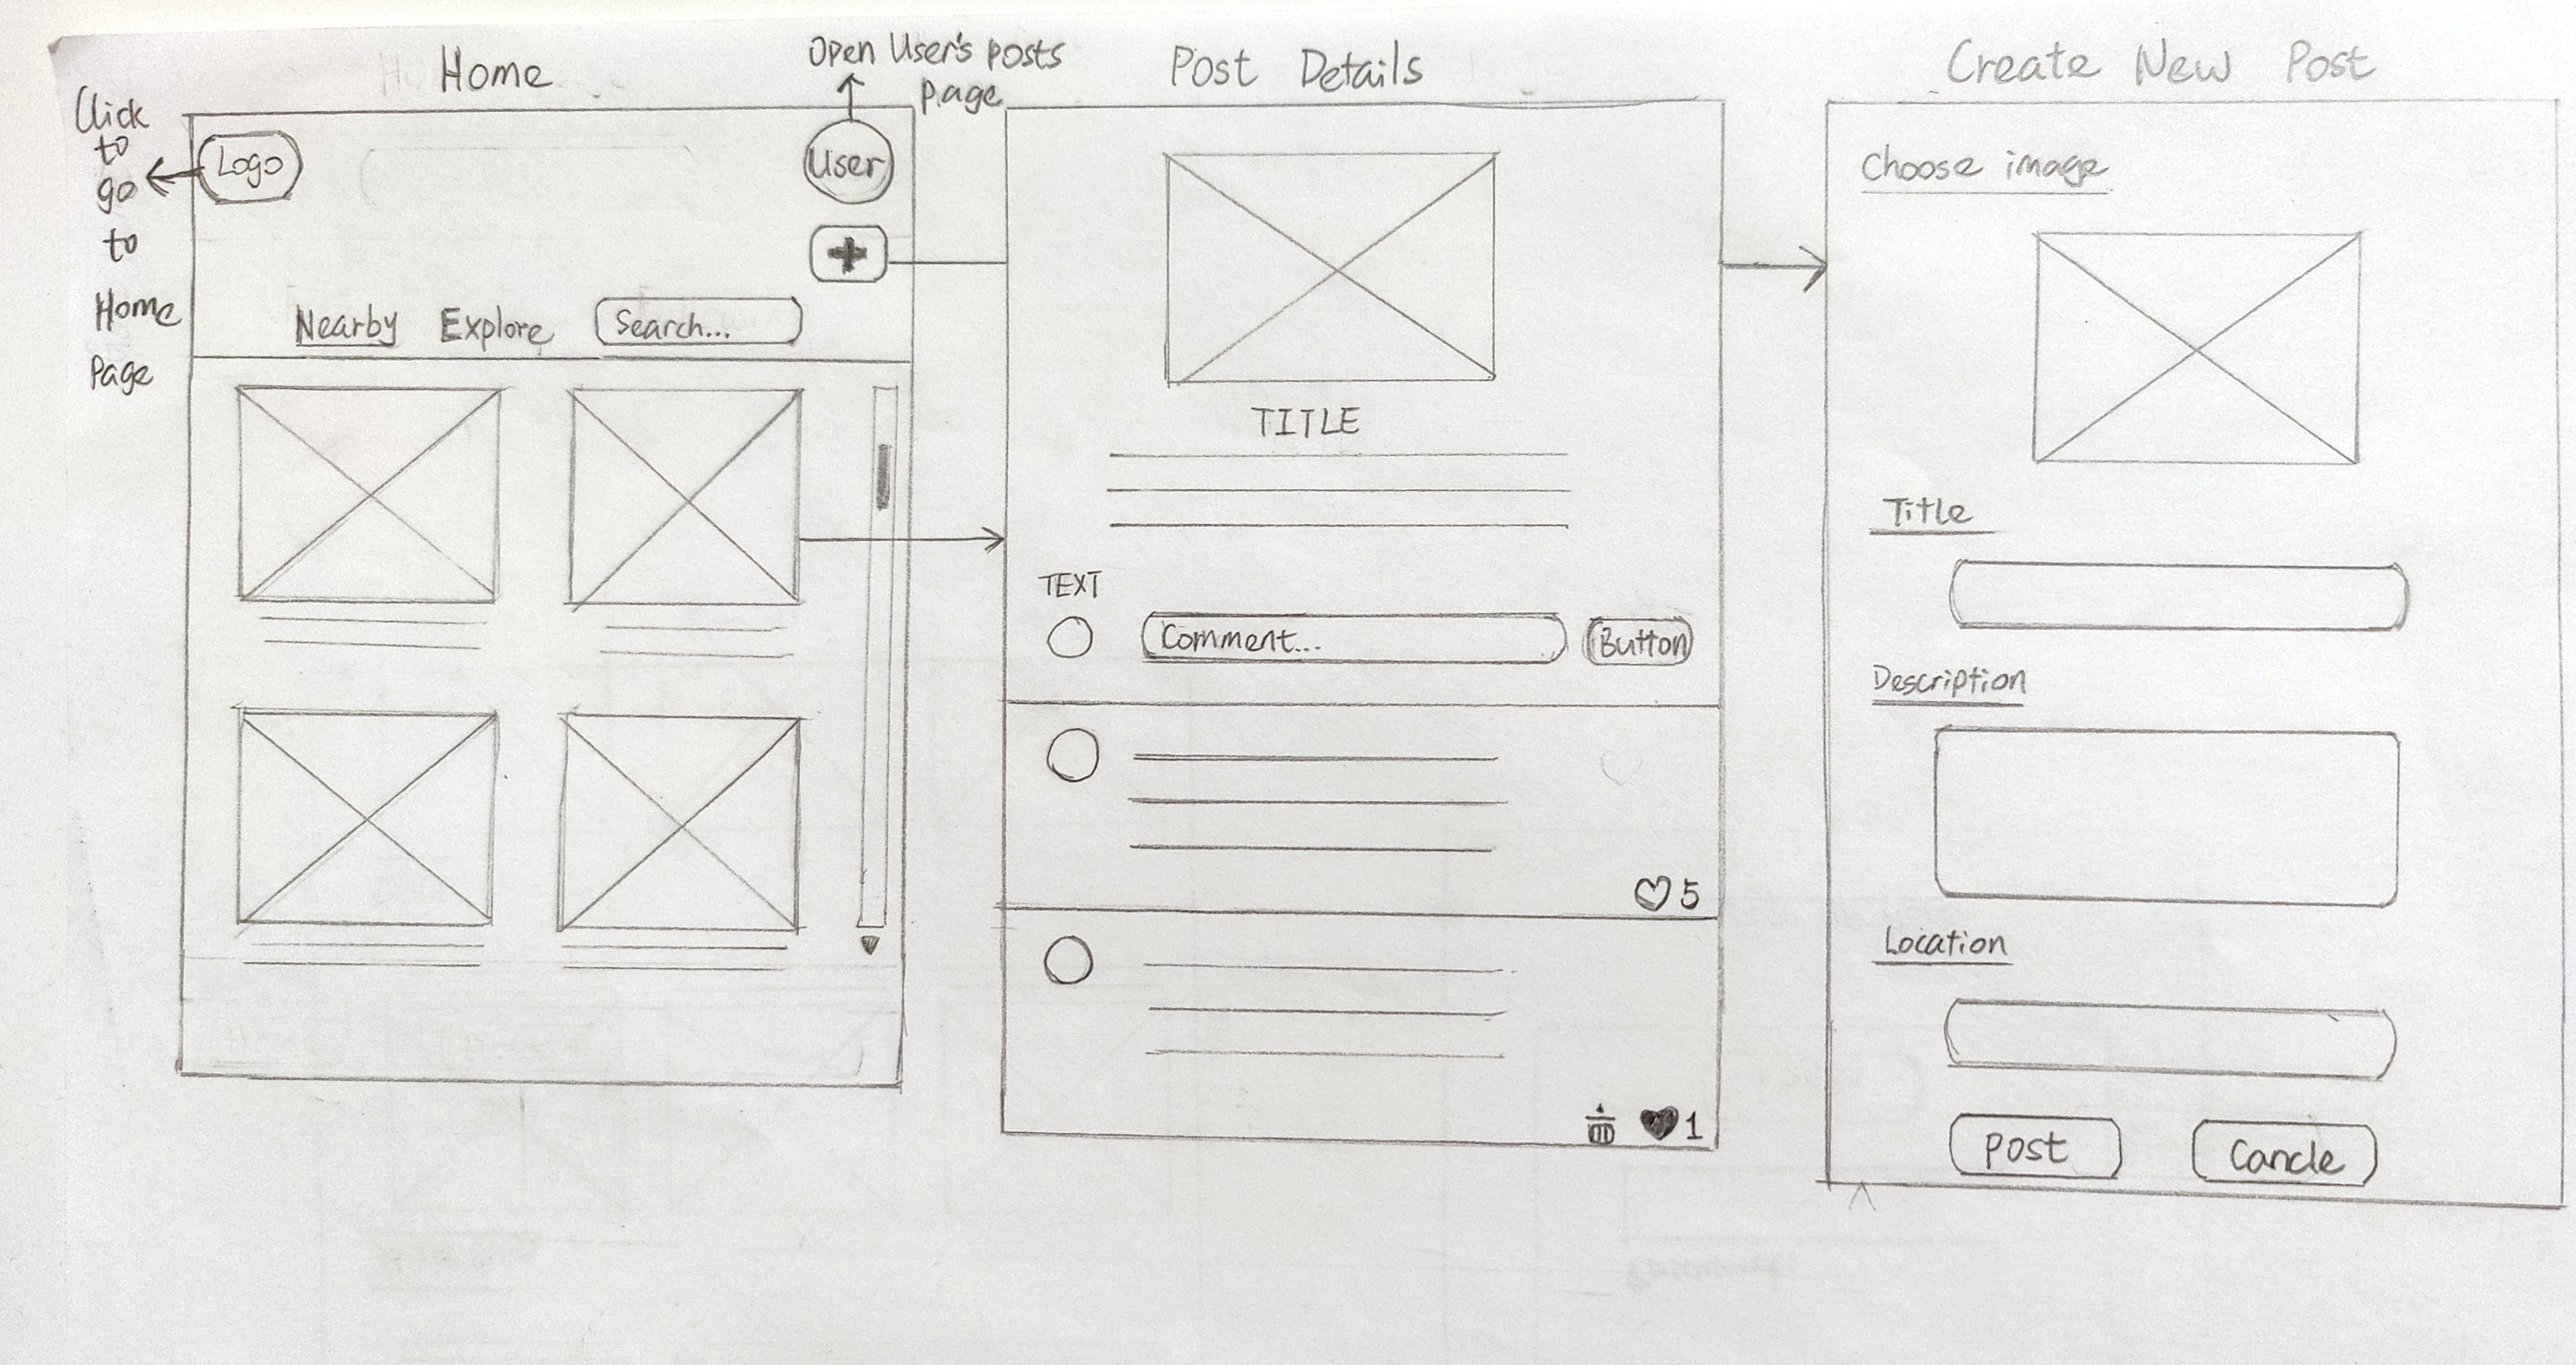 Home
Open User's posts
page
Post Details
Create New Post
Click
to
go
to
Home
Page
Logo
User
+
Nearby Explore Search...
TITLE
TEXT
Comment... Button
5
1
Choose image
Title
Description
Location
Post Cancle